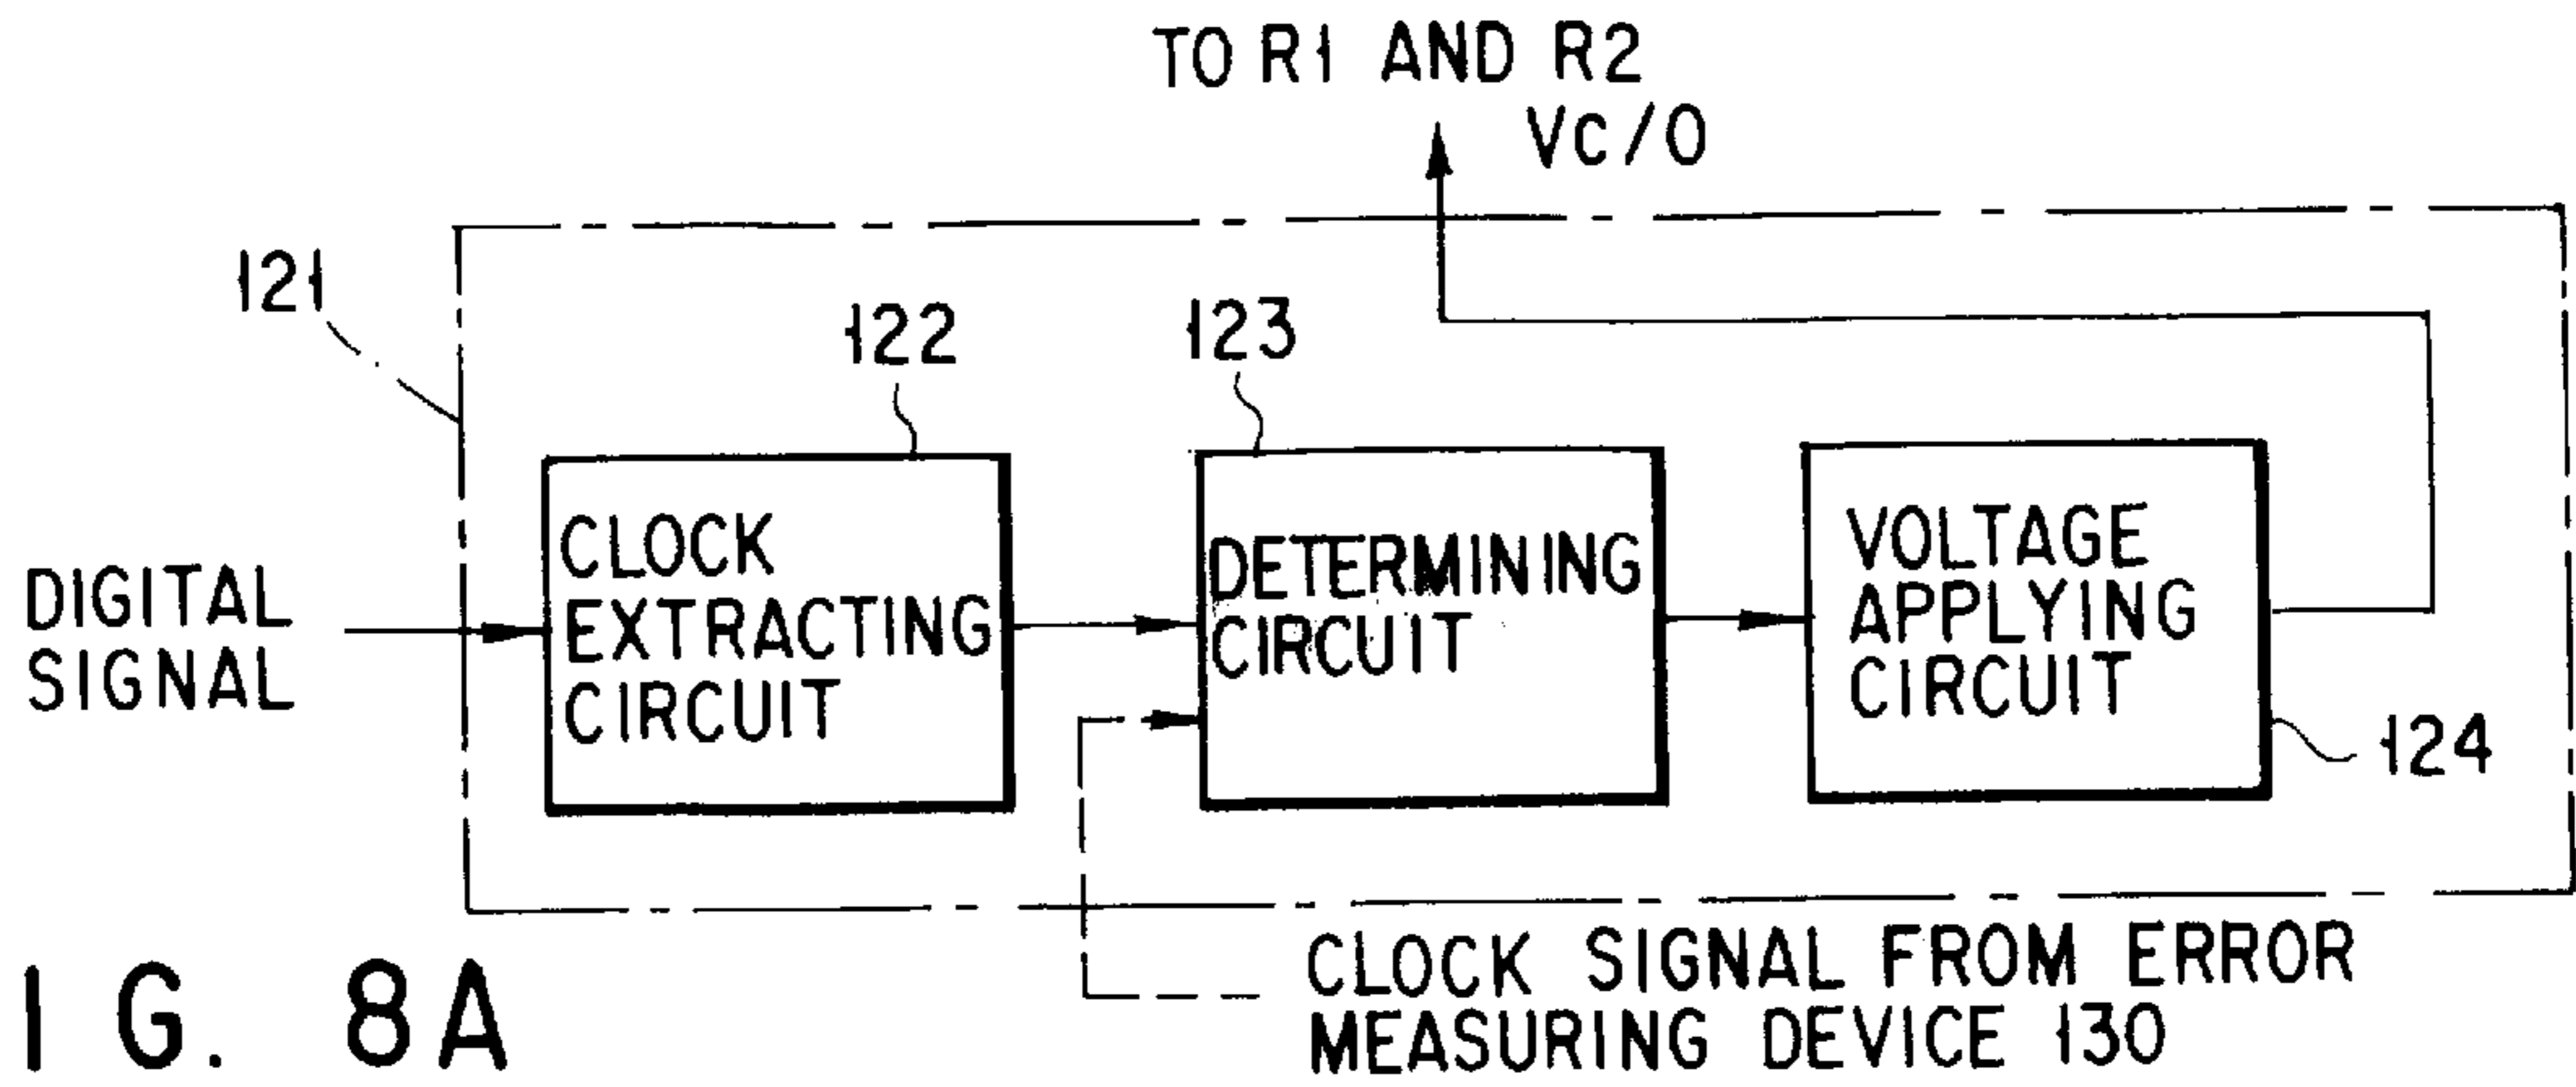 TO R1 AND R2
Vc/0
121
122
123
DIGITAL
SIGNAL
CLOCK
EXTRACTING
CIRCUIT
DETERMINING
CIRCUIT
VOLTAGE
APPLYING
CIRCUIT
124
CLOCK SIGNAL FROM ERROR
MEASURING DEVICE 130
IG. 8A